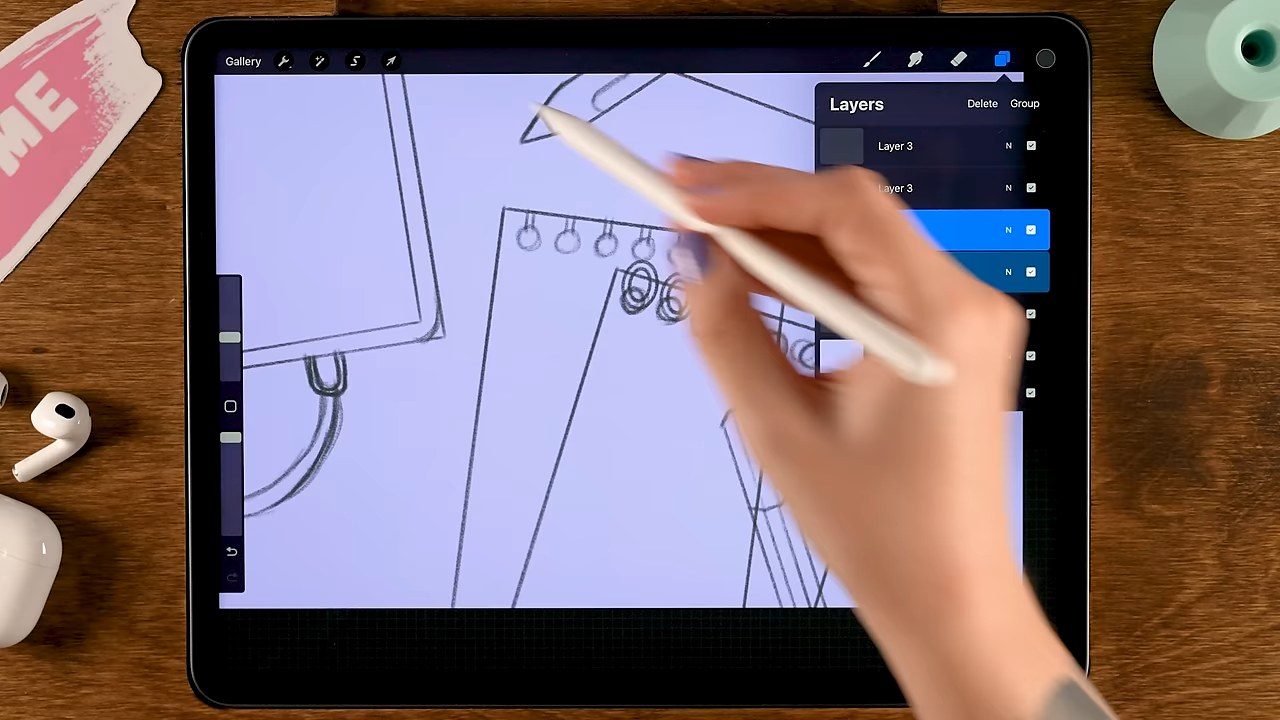 ME
Gallery
Layers
Delete
Group
Layer 3
N
Layer 3
N
N
N